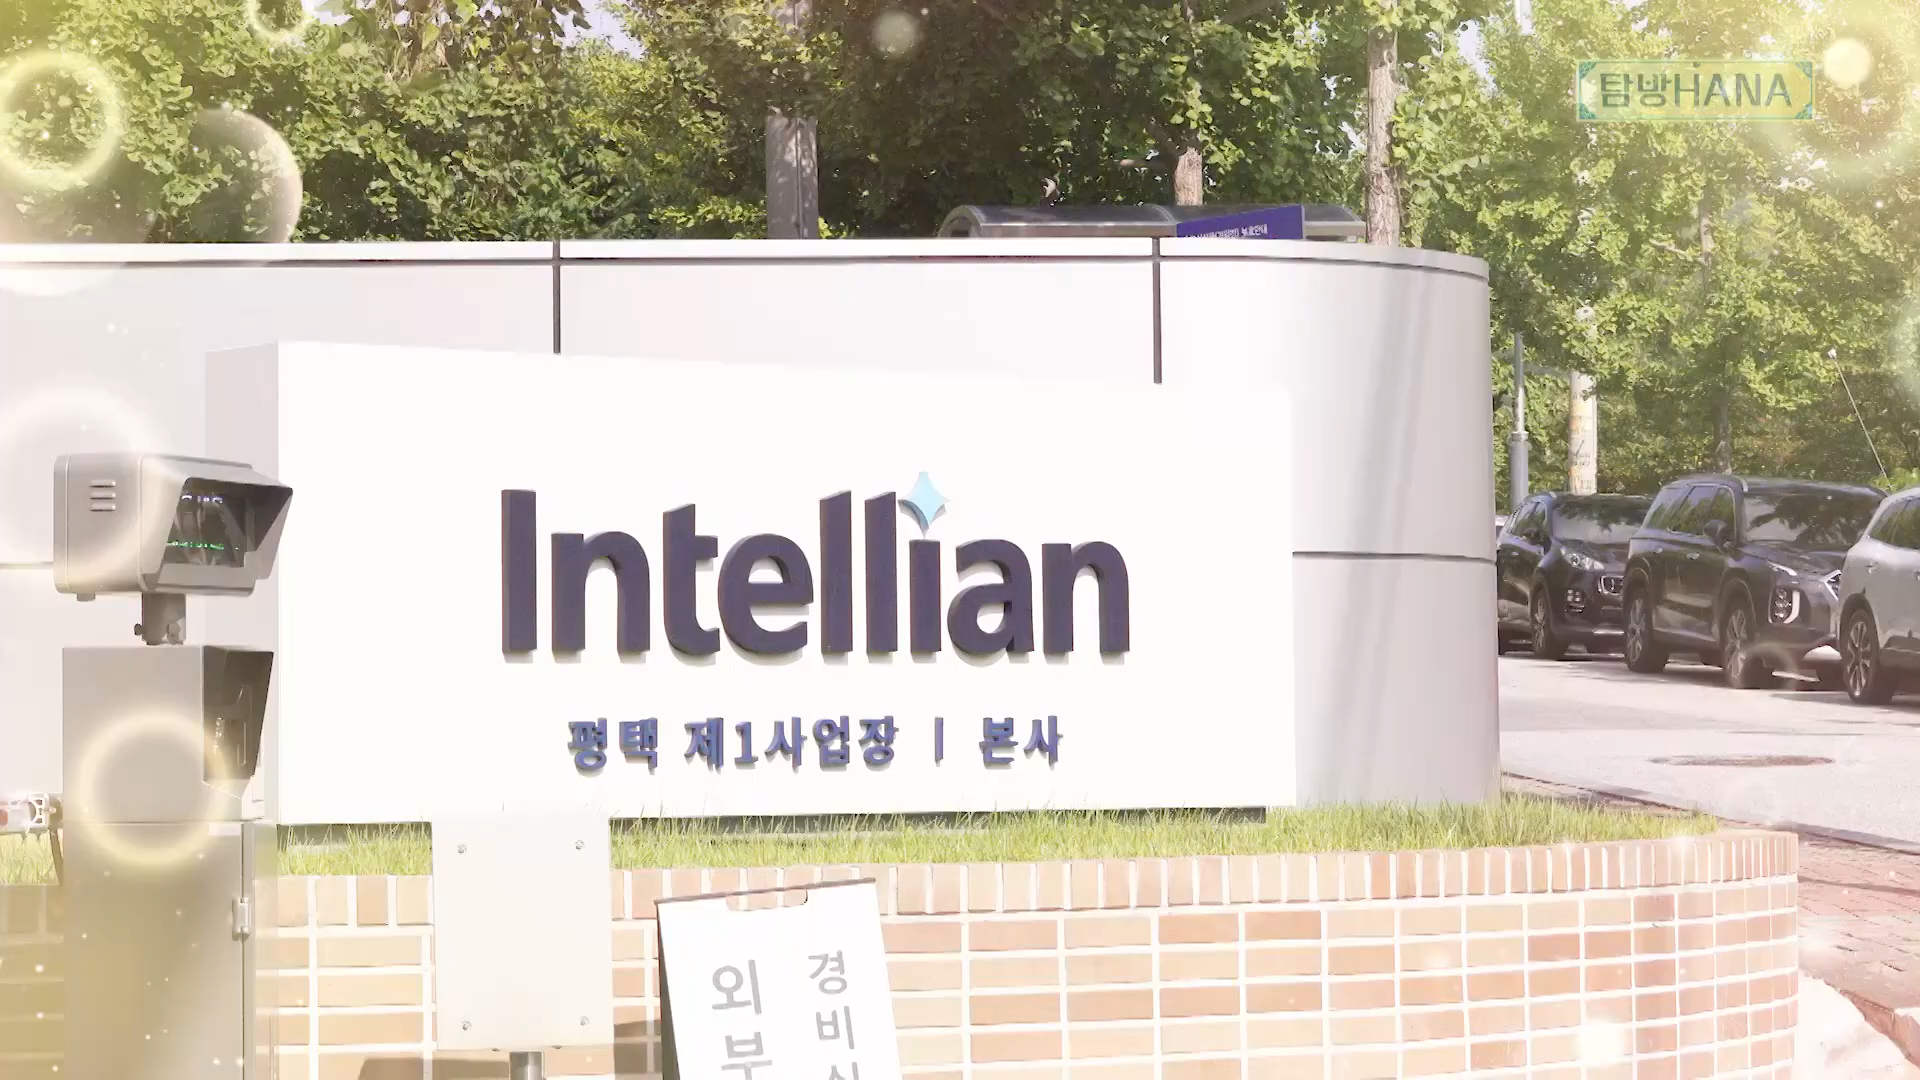 탐방HANA
Intellian
평택 제1사업장 | 본사
외부
경비실